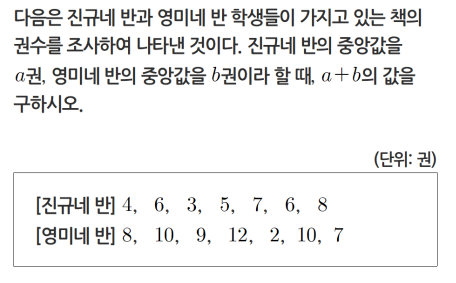 다음은 진규네 반과 영미네 반 학생들이 가지고 있는 책의
권수를 조사하여 나타낸 것이다. 진규네 반의 중앙값을
a권, 영미네 반의 중앙값을 b권이라 할 때, a+b의 값을
구하시오.
(단위: 권)
[진규네 반] 4, 6, 3, 5, 7, 6, 8
[영미네 반] 8, 10, 9, 12, 2, 10, 7